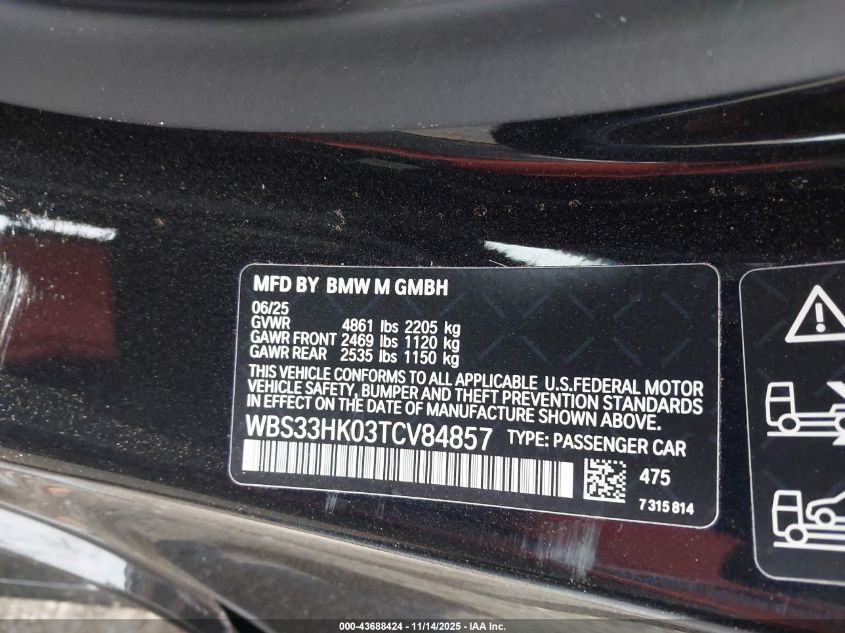 MFD BY BMW M GMBH
06/25
GVWR 4861 lbs 2205 kg
GAWR FRONT 2469 lbs 1120 kg
GAWR REAR 2535 lbs 1150 kg
THIS VEHICLE CONFORMS TO ALL APPLICABLE U.S.FEDERAL MOTOR
VEHICLE SAFETY, BUMPER AND THEFT PREVENTION STANDARDS
IN EFFECT ON THE DATE OF MANUFACTURE SHOWN ABOVE.
WBS33HK03TCV84857 TYPE: PASSENGER CAR
475
7 315 814
000-43688424 | 11/14/2025 | IAA Inc.